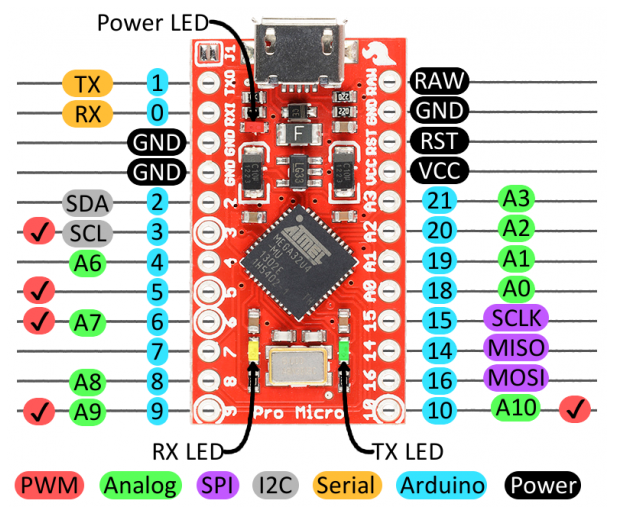 Power LED
J1
TX 1 TX0 RAW RAW
RX 0 RXI GND GND
GND GND RST RST
GND GND VCC VCC
SDA 2 2 A3 21 A3
SCL 3 3 A2 20 A2
A6 4 4 A1 19 A1
5 5 A0 18 A0
A7 6 6 15 15 SCLK
7 7 14 14 MISO
A8 8 8 16 16 MOSI
A9 9 9 Pro Micro 10 10 A10
F
ATMEL
MEGA32U4
-MU
1302E
RX LED TX LED
PWM Analog SPI I2C Serial Arduino Power